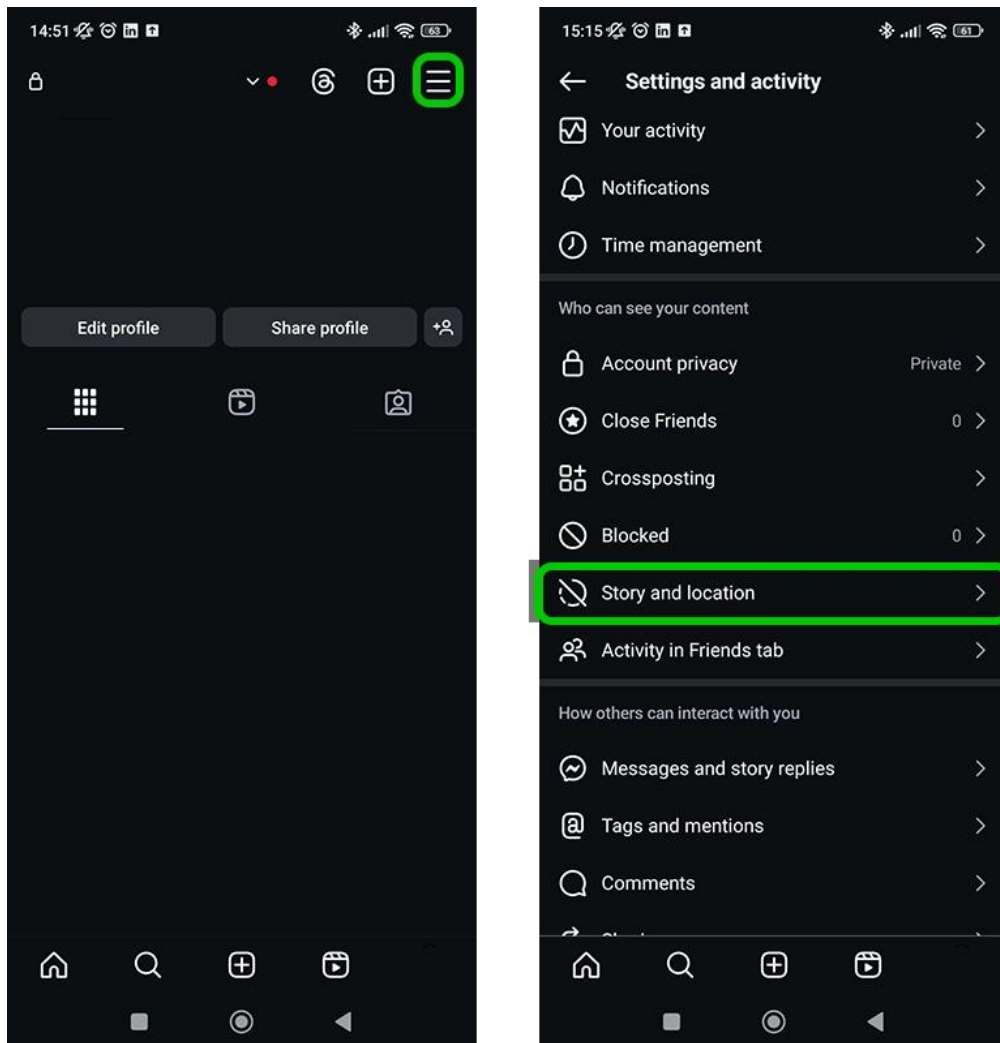 14:51
63
Edit profile
Share profile
15:15
61
Settings and activity
Your activity
Notifications
Time management
Who can see your content
Account privacy
Private
Close Friends
0
Crossposting
Blocked
0
Story and location
Activity in Friends tab
How others can interact with you
Messages and story replies
Tags and mentions
Comments